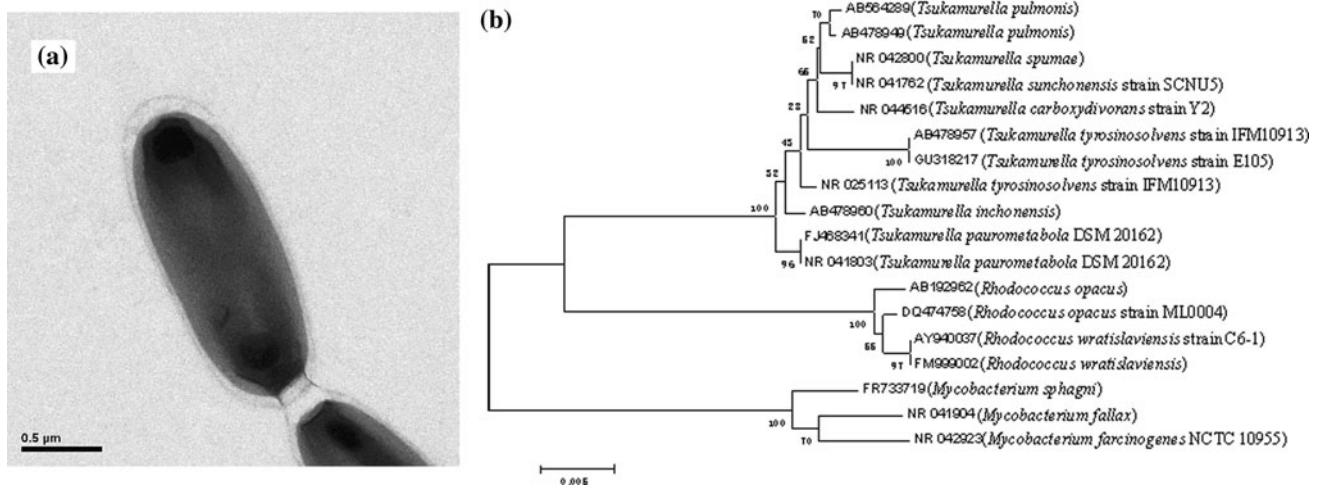 (a)
0.5 µm
(b)
AB564289(Tsukamurella pulmonis)
AB478949(Tsukamurella pulmonis)
NR 042800(Tsukamurella spumae)
NR 041762(Tsukamurella sunchonensis strain SCNU5)
NR 044516(Tsukamurella carboxydivorans strain Y2)
AB478957(Tsukamurella tyrosinosolvens strain IFM10913)
GU318217(Tsukamurella tyrosinosolvens strain E105)
NR 025113(Tsukamurella tyrosinosolvens strain IFM10913)
AB478960(Tsukamurella inchonensis)
FJ468341(Tsukamurella paurometabola DSM 20162)
NR 041803(Tsukamurella paurometabola DSM 20162)
AB192962(Rhodococcus opacus)
DQ474758(Rhodococcus opacus strain ML0004)
AY940037(Rhodococcus wratislaviensis strain C6-1)
FM999002(Rhodococcus wratislaviensis)
FR733719(Mycobacterium sphagni)
NR 041904(Mycobacterium fallax)
NR 042923(Mycobacterium farcinogenes NCTC 10955)
70
52
66
97
28
45
100
52
100
96
100
66
97
100
70
0.005